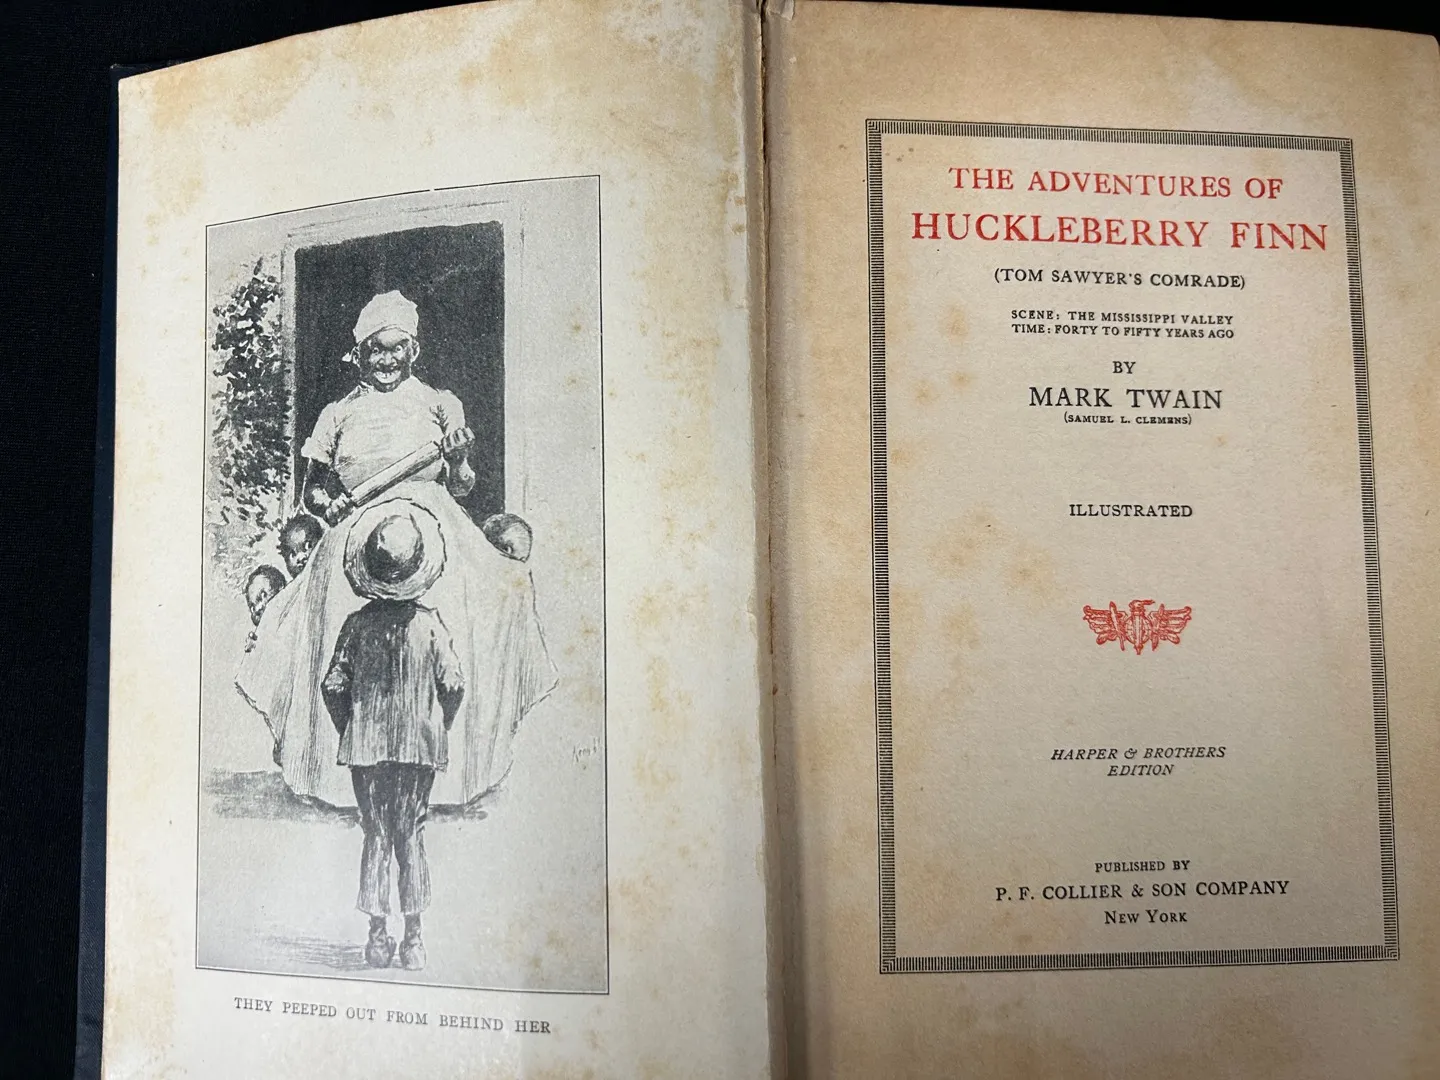 THEY PEEPED OUT FROM BEHIND HER
THE ADVENTURES OF
HUCKLEBERRY FINN
(TOM SAWYER'S COMRADE)
SCENE: THE MISSISSIPPI VALLEY
TIME: FORTY TO FIFTY YEARS AGO
BY
MARK TWAIN
(SAMUEL L. CLEMENS)
ILLUSTRATED
HARPER & BROTHERS
EDITION
PUBLISHED BY
P. F. COLLIER & SON COMPANY
NEW YORK